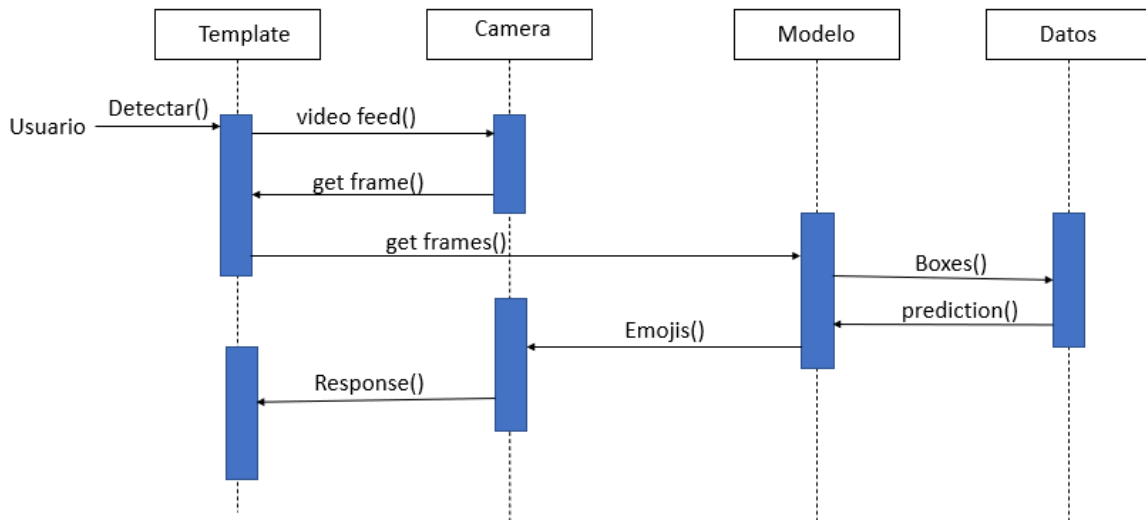 Template
Camera
Modelo
Datos
Usuario
Detectar()
video feed()
get frame()
get frames()
Boxes()
prediction()
Emojis()
Response()